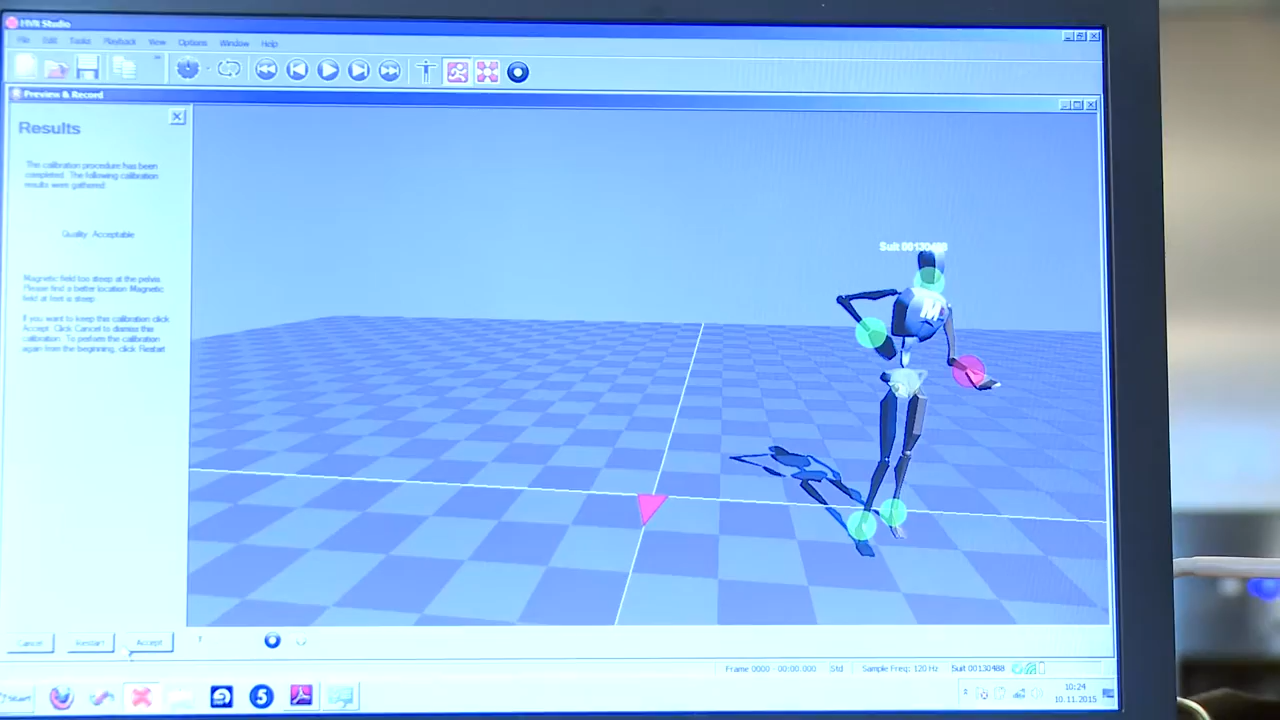 MVN Studio
File Edit Tasks Playback View Options Window Help
Preview & Record
Results
The calibration procedure has been
completed. The following calibration
results were gathered:
Quality: Acceptable
Magnetic field too steep at the pelvis.
Please find a better location Magnetic
field at feet is steep.
If you want to keep this calibration click
Accept. Click Cancel to dismiss this
calibration. To perform the calibration
again from the beginning, click Restart
Suit 00130488
M
Cancel Restart Accept
Frame 0000 - 00:00.000 Std Sample Freq: 120 Hz Suit 00130488
Start
5
10:24
10.11.2015